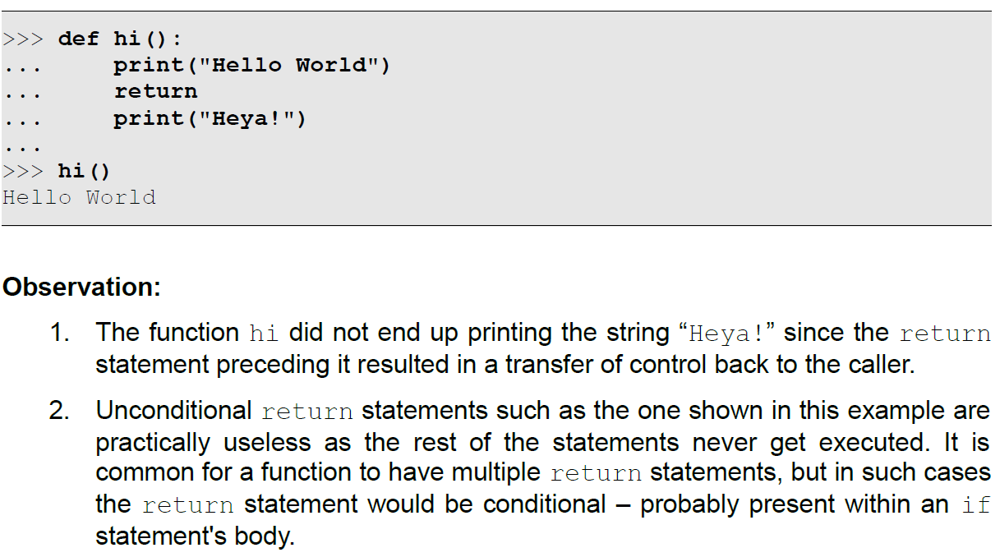 >>> def hi():
...     print("Hello World")
...     return
...     print("Heya!")
...
>>> hi()
Hello World
Observation:
1. The function hi did not end up printing the string “Heya!” since the return
statement preceding it resulted in a transfer of control back to the caller.
2. Unconditional return statements such as the one shown in this example are
practically useless as the rest of the statements never get executed. It is
common for a function to have multiple return statements, but in such cases
the return statement would be conditional – probably present within an if
statement's body.